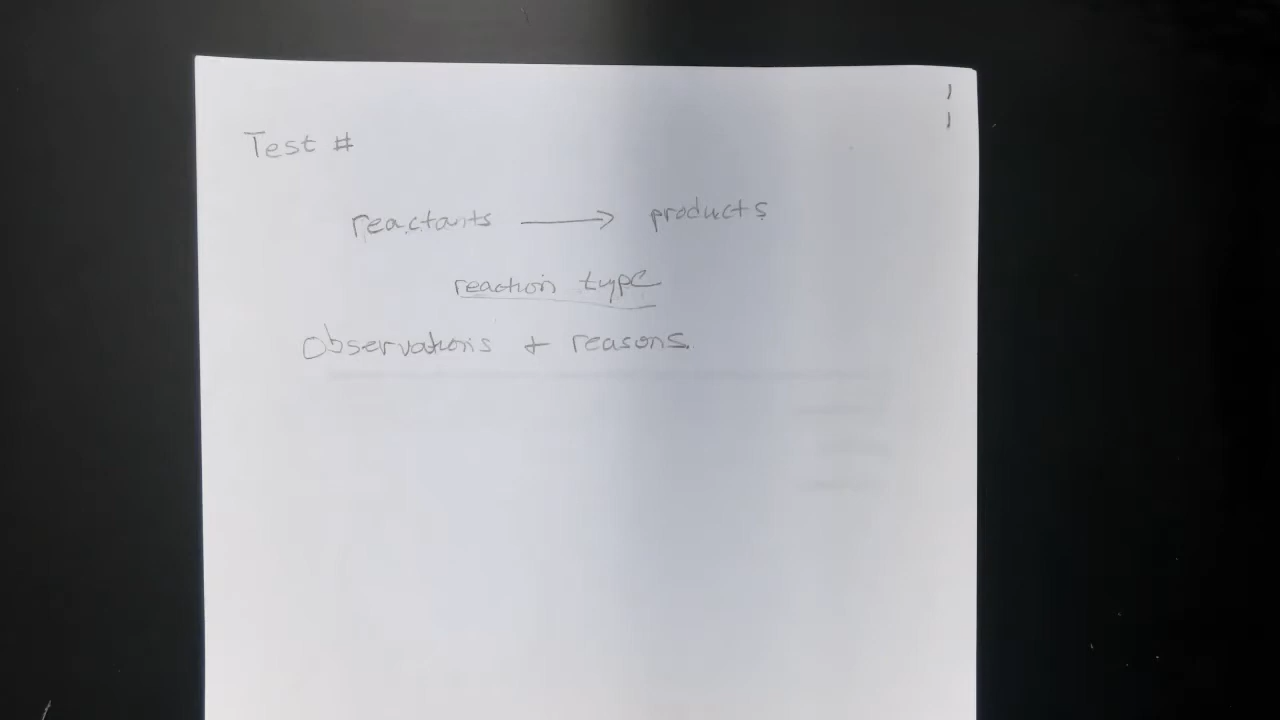 Test #
reactants → products
reaction type
Observations + reasons.